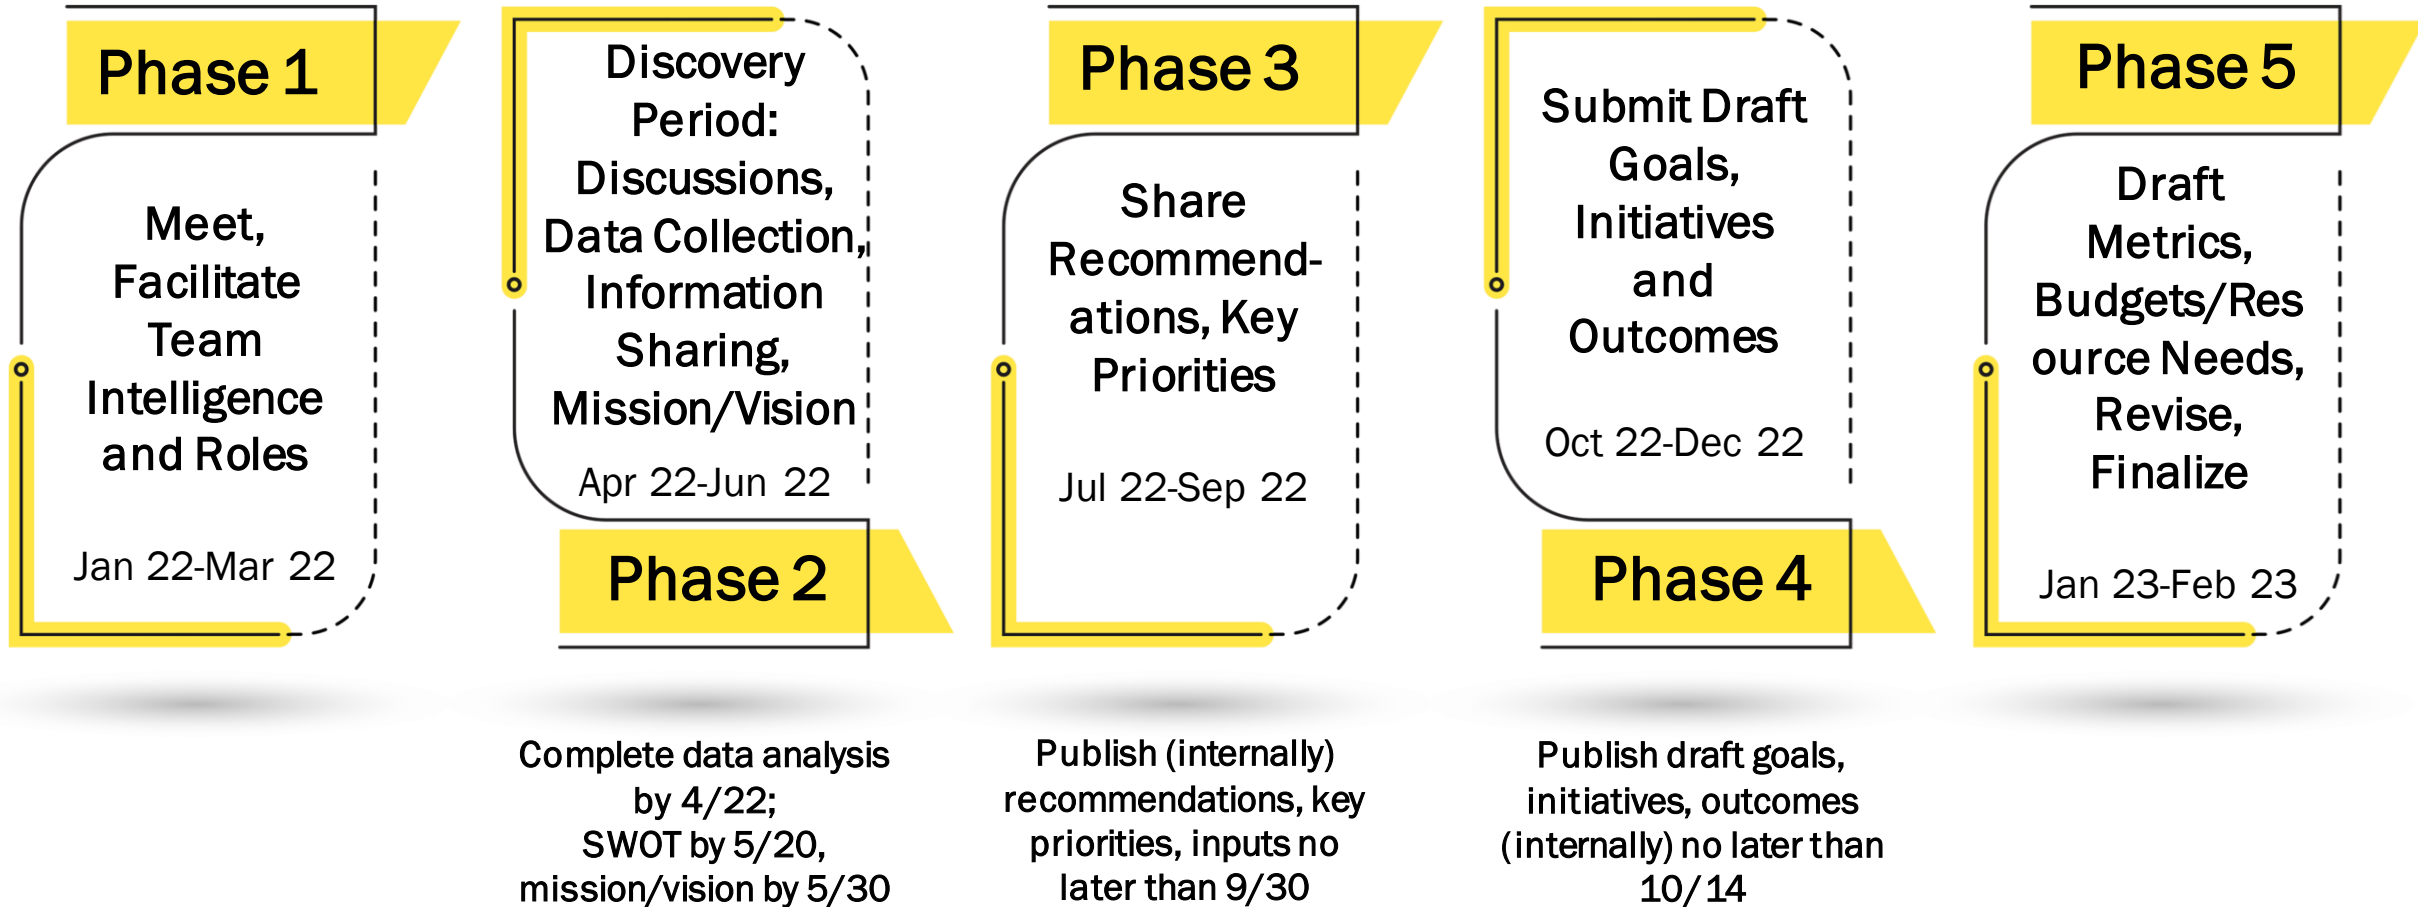 Phase 1
Meet,
Facilitate
Team
Intelligence
and Roles
Jan 22-Mar 22
Discovery
Period:
Discussions,
Data Collection,
Information
Sharing,
Mission/Vision
Apr 22-Jun 22
Phase 2
Complete data analysis
by 4/22;
SWOT by 5/20,
mission/vision by 5/30
Phase 3
Share
Recommend-
ations, Key
Priorities
Jul 22-Sep 22
Publish (internally)
recommendations, key
priorities, inputs no
later than 9/30
Submit Draft
Goals,
Initiatives
and
Outcomes
Oct 22-Dec 22
Phase 4
Publish draft goals,
initiatives, outcomes
(internally) no later than
10/14
Phase 5
Draft
Metrics,
Budgets/Res
ource Needs,
Revise,
Finalize
Jan 23-Feb 23